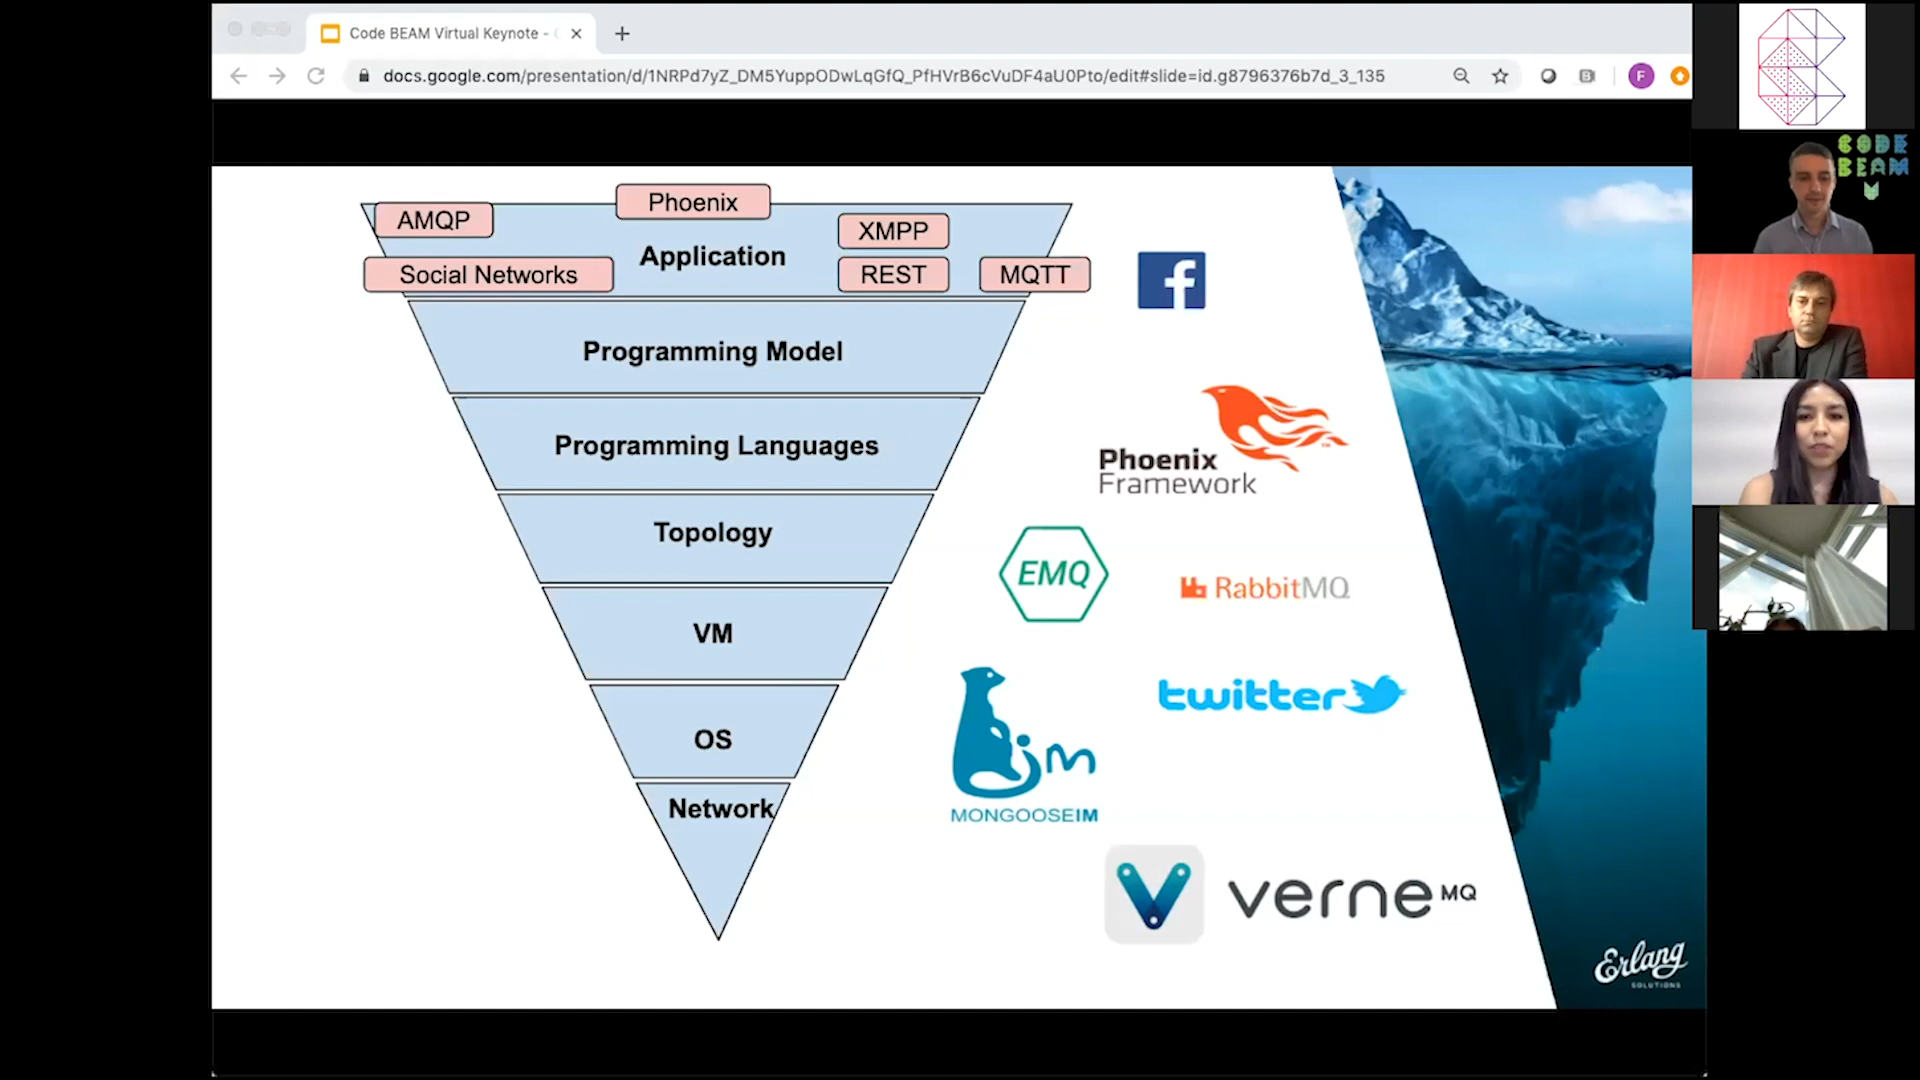 Code BEAM Virtual Keynote -
docs.google.com/presentation/d/1NRPd7yZ_DM5YuppODwLqGfQ_PfHVrB6cVuDF4aU0Pto/edit#slide=id.g8796376b7d_3_135
F
CODE
BEAM
Phoenix
AMQP
XMPP
Application
Social Networks
REST
MQTT
f
Programming Model
Programming Languages
Phoenix
Framework
Topology
EMQ
RabbitMQ
VM
twitter
OS
im
MONGOOSEIM
Network
verne MQ
Erlang
SOLUTIONS